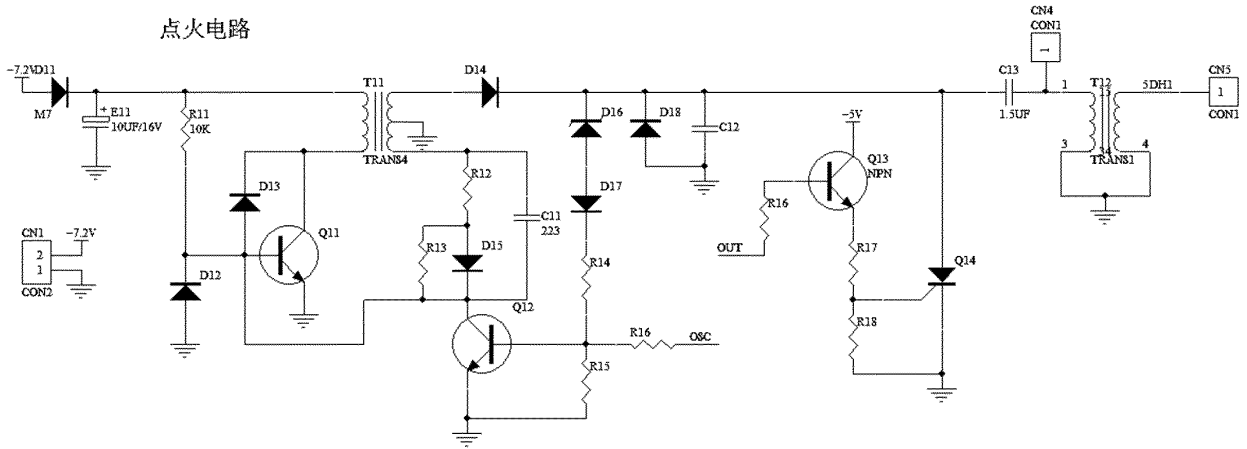 点火电路
CN4
CON1
1
-7.2V
D11
M7
E11
+
10UF/16V
R11
10K
T11
TRANS4
D14
D16
D18
C12
C13
1.5UF
1
T12
3
4
TRANS1
5DH1
CN5
1
CON1
-5V
Q13
NPN
D13
R12
D17
R16
CN1
2
1
CON2
-7.2V
D12
Q11
R13
D15
C11
223
R14
OUT
R17
Q14
Q12
R16
OSC
R18
R15